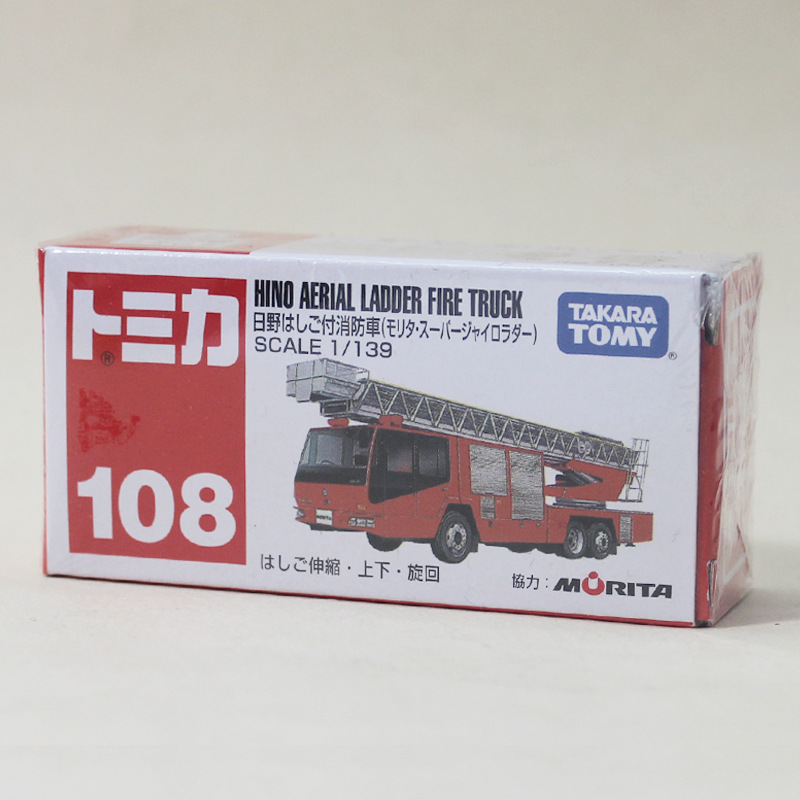 トミカ
®
108
HINO AERIAL LADDER FIRE TRUCK
日野はしご付消防車(モリタ・スーパージャイロラダー)
SCALE 1/139
TAKARA
TOMY
®
MORITA
はしご伸縮・上下・旋回
協力：MORITA